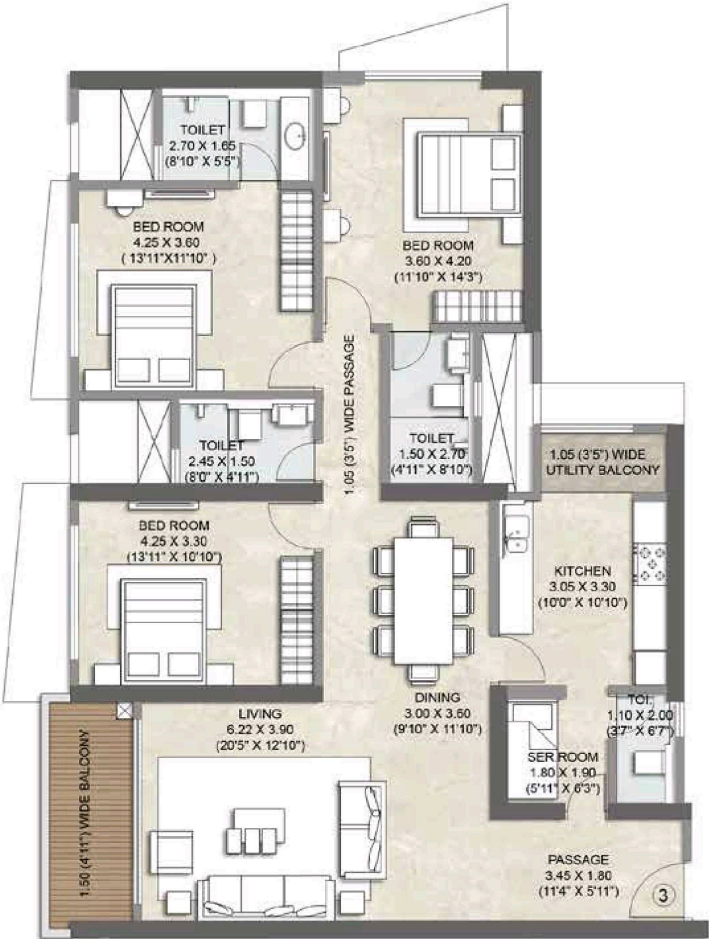 TOILET
2.70 X 1.65
(8'10" X 5'5")
BED ROOM
4.25 X 3.60
( 13'11"X11'10" )
BED ROOM
3.60 X 4.20
(11'10" X 14'3")
1.05 (3'5") WIDE PASSAGE
TOILET
2.45 X 1.50
(8'0" X 4'11")
TOILET
1.50 X 2.70
(4'11" X 8'10")
1.05 (3'5") WIDE
UTILITY BALCONY
BED ROOM
4.25 X 3.30
(13'11" X 10'10")
KITCHEN
3.05 X 3.30
(10'0" X 10'10")
LIVING
6.22 X 3.90
(20'5" X 12'10")
DINING
3.00 X 3.60
(9'10" X 11'10")
TOI.
1.10 X 2.00
(3'7" X 6'7")
SER ROOM
1.80 X 1.90
(5'11" X 6'3")
1.50 (4'11") WIDE BALCONY
PASSAGE
3.45 X 1.80
(11'4" X 5'11")
3